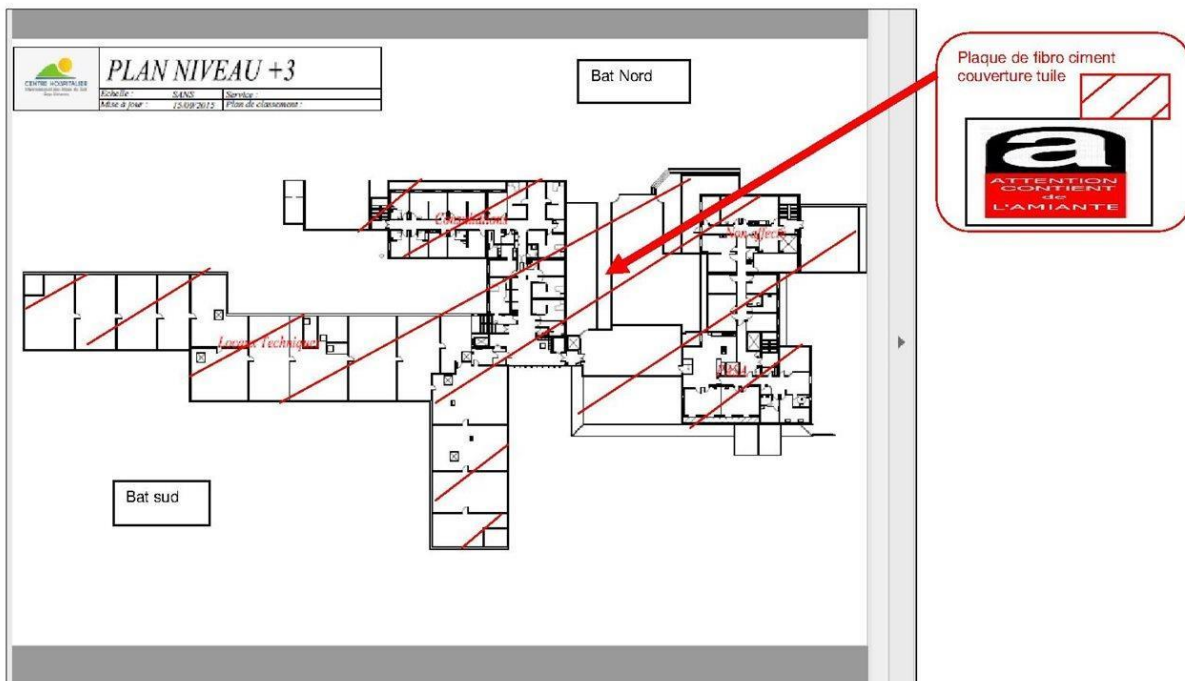 PLAN NIVEAU +3
CENTRE HOSPITALIER
Echelle : SANS Service :
Mise à jour : 15/09/2015 Plan de classement :
Bat Nord
Plaque de fibro ciment
couverture tuile
ATTENTION
CONTIENT
de
L'AMIANTE
Consultations
Non affecté
Locaux Techniques
Bat sud